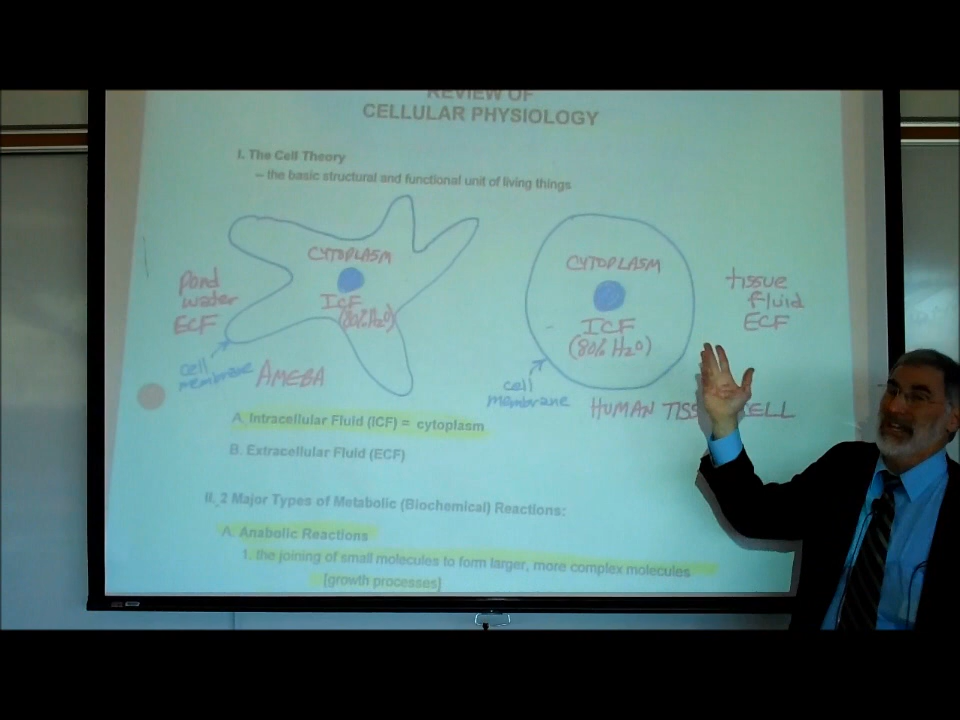 REVIEW OF
CELLULAR PHYSIOLOGY
I. The Cell Theory
– the basic structural and functional unit of living things
CYTOPLASM
ICF
(80% H2O)
Pond
water
ECF
cell
membrane
AMEBA
CYTOPLASM
ICF
(80% H2O)
tissue
fluid
ECF
cell
membrane
HUMAN TISS CELL
A. Intracellular Fluid (ICF) = cytoplasm
B. Extracellular Fluid (ECF)
II. 2 Major Types of Metabolic (Biochemical) Reactions:
A. Anabolic Reactions
1. the joining of small molecules to form larger, more complex molecules
[growth processes]